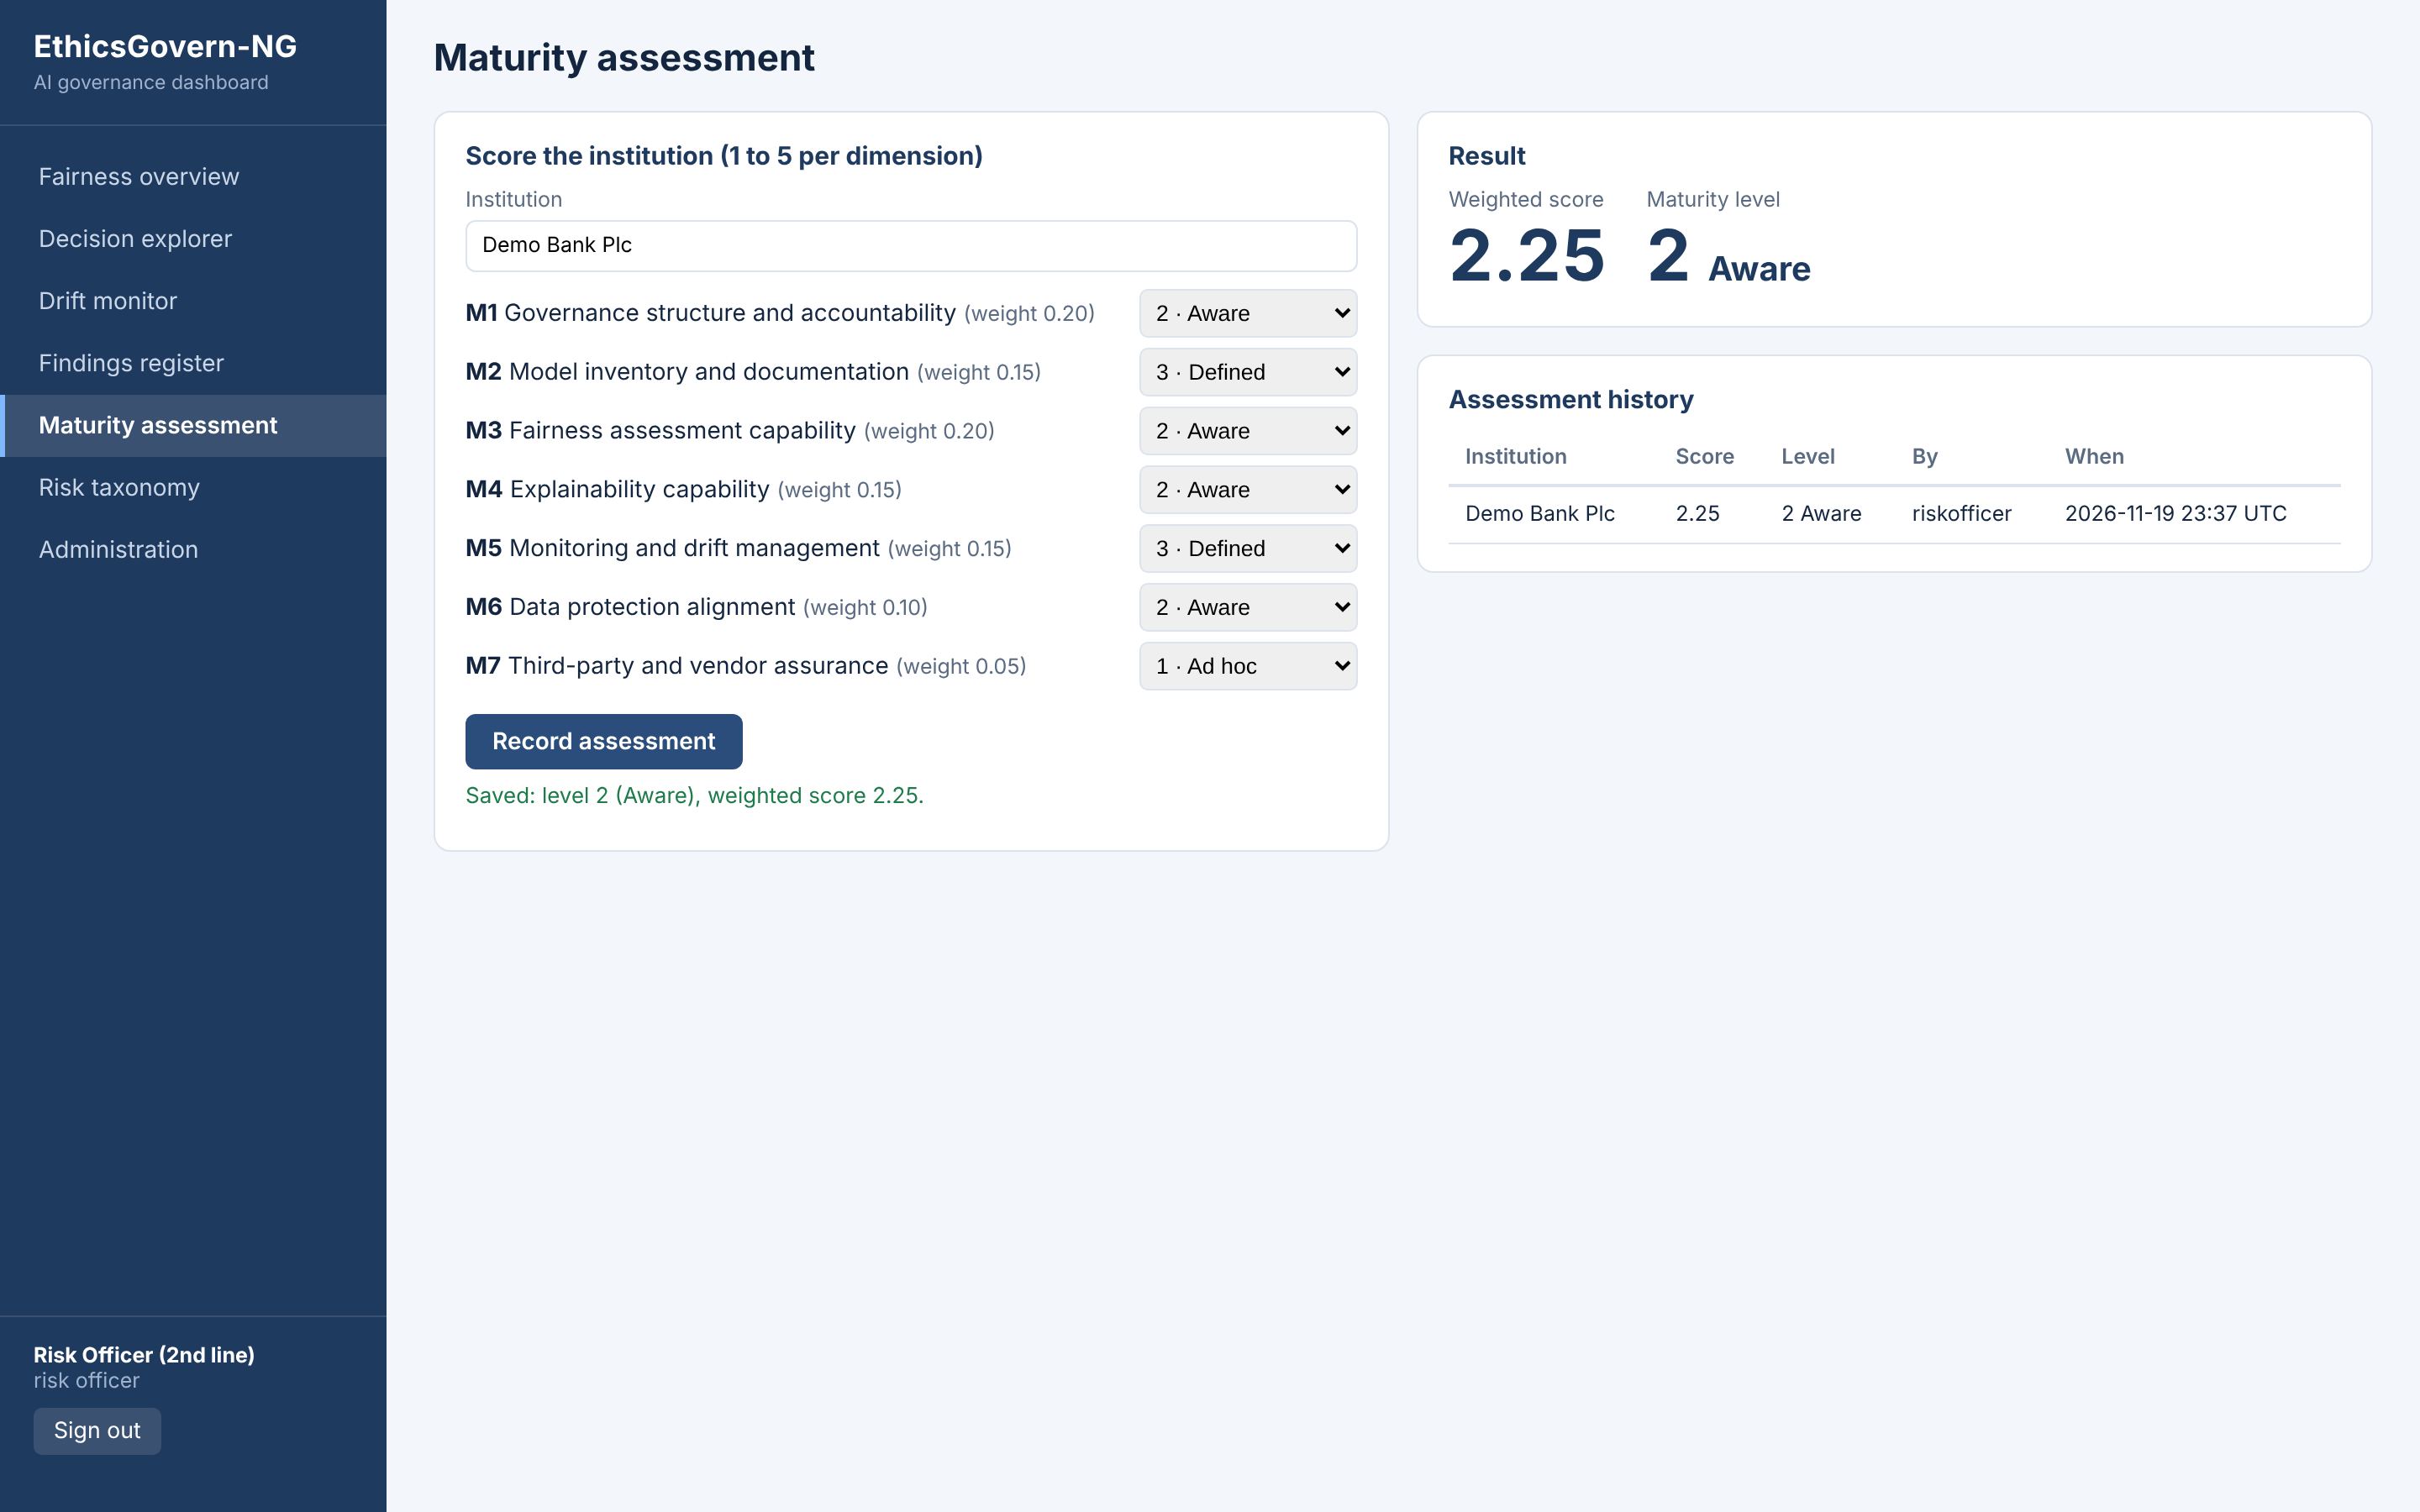 EthicsGovern-NG
AI governance dashboard
Fairness overview
Decision explorer
Drift monitor
Findings register
Maturity assessment
Risk taxonomy
Administration
Risk Officer (2nd line)
risk officer
Sign out
Maturity assessment
Score the institution (1 to 5 per dimension)
Institution
Demo Bank Plc
M1 Governance structure and accountability (weight 0.20) 2 · Aware
M2 Model inventory and documentation (weight 0.15) 3 · Defined
M3 Fairness assessment capability (weight 0.20) 2 · Aware
M4 Explainability capability (weight 0.15) 2 · Aware
M5 Monitoring and drift management (weight 0.15) 3 · Defined
M6 Data protection alignment (weight 0.10) 2 · Aware
M7 Third-party and vendor assurance (weight 0.05) 1 · Ad hoc
Record assessment
Saved: level 2 (Aware), weighted score 2.25.
Result
Weighted score Maturity level
2.25 2 Aware
Assessment history
Institution Score Level By When
Demo Bank Plc 2.25 2 Aware riskofficer 2026-11-19 23:37 UTC